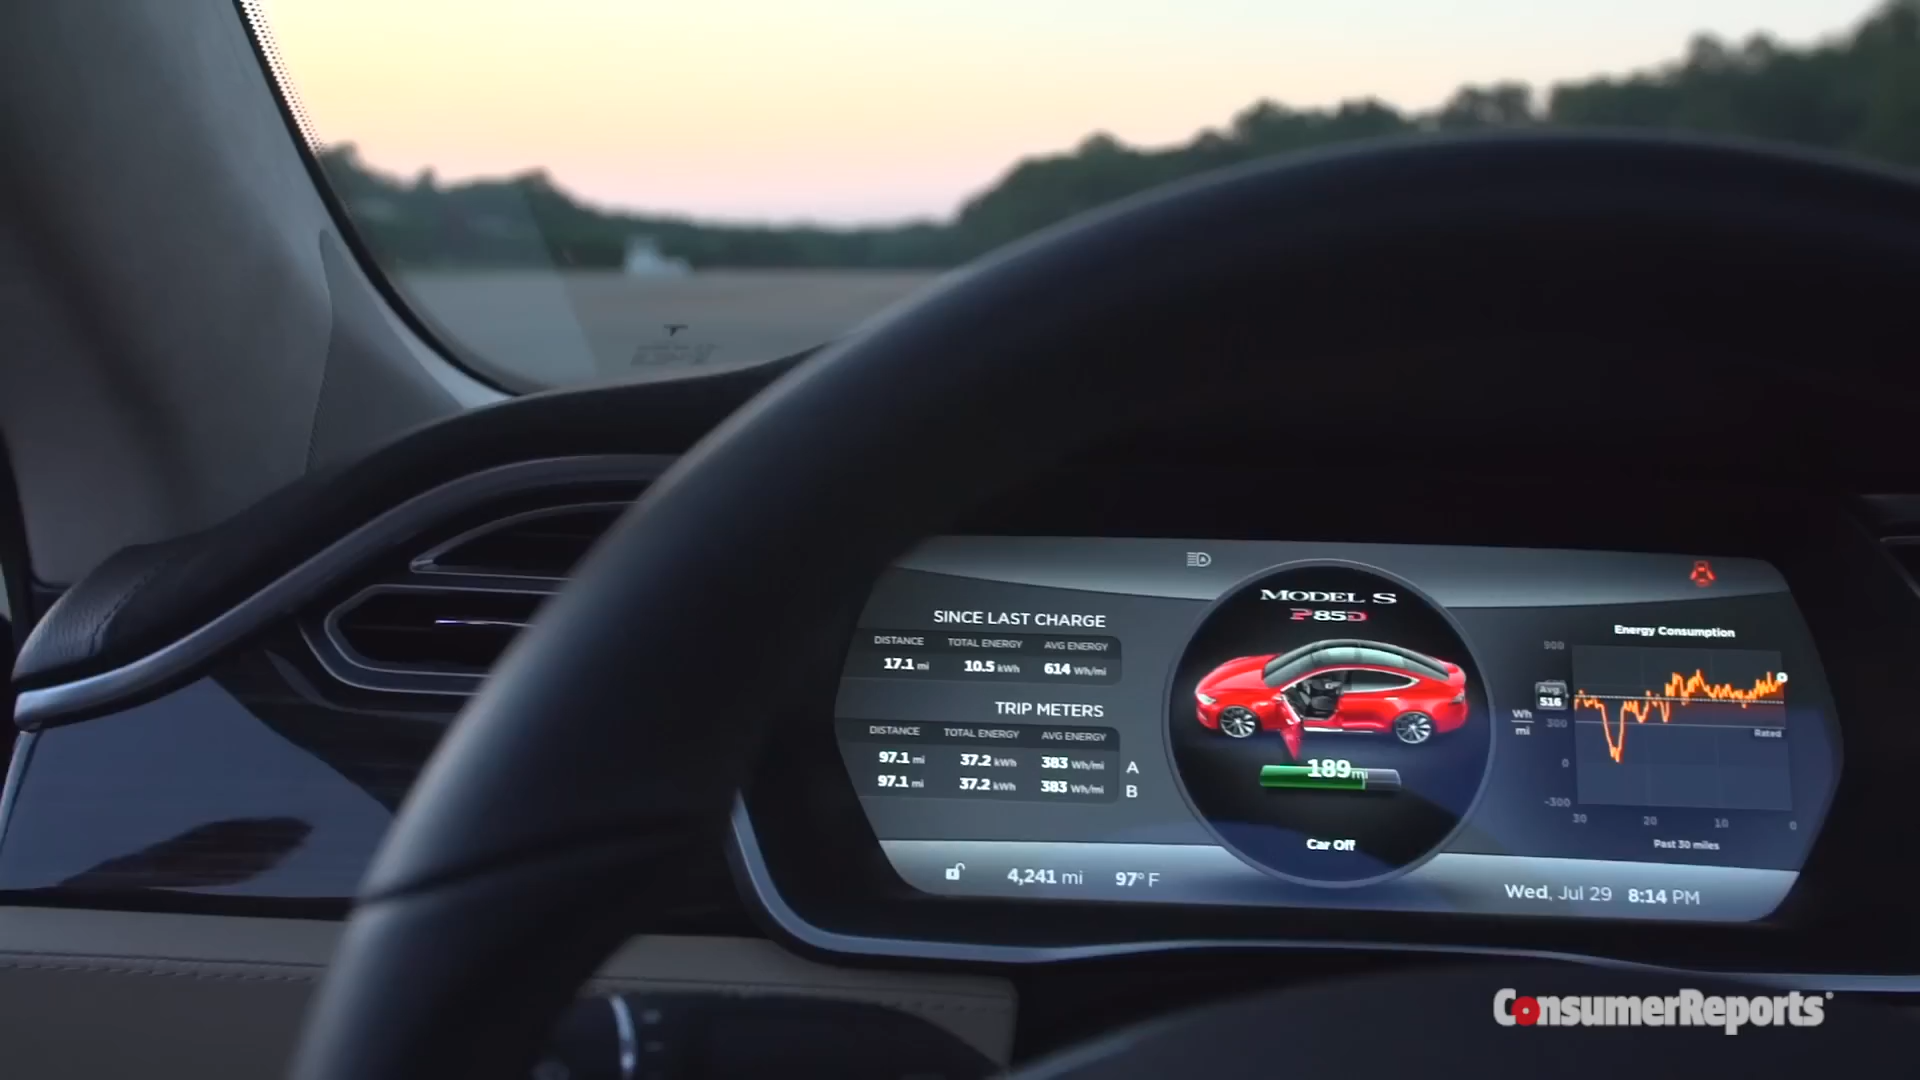 SINCE LAST CHARGE
DISTANCE TOTAL ENERGY AVG ENERGY
17.1 mi 10.5 kWh 614 Wh/mi
TRIP METERS
DISTANCE TOTAL ENERGY AVG ENERGY
97.1 mi 37.2 kWh 383 Wh/mi A
97.1 mi 37.2 kWh 383 Wh/mi B
4,241 mi 97° F
MODEL S
P85D
189 mi
Car Off
Energy Consumption
900
Avg.
516
Wh
mi
300
Rated
0
-300
30 20 10 0
Past 30 miles
Wed, Jul 29 8:14 PM
ConsumerReports